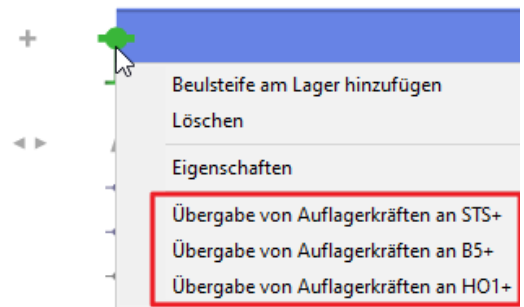 Beulsteife am Lager hinzufügen
Löschen
Eigenschaften
Übergabe von Auflagerkräften an STS+
Übergabe von Auflagerkräften an B5+
Übergabe von Auflagerkräften an HO1+